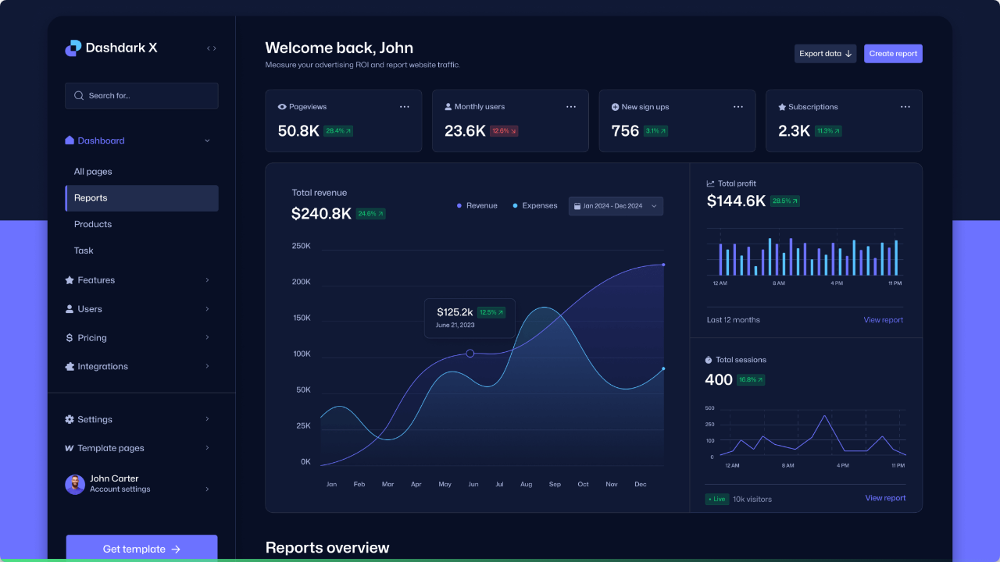 Dashdark X
Search for...
Dashboard
All pages
Reports
Products
Task
Features
Users
Pricing
Integrations
Settings
Template pages
John Carter
Account settings
Get template
Welcome back, John
Measure your advertising ROI and report website traffic.
Export data
Create report
Pageviews
50.8K 28.4%
Monthly users
23.6K 12.6%
New sign ups
756 3.1%
Subscriptions
2.3K 11.3%
Total revenue
$240.8K 24.6%
Revenue Expenses Jan 2024 - Dec 2024
250K
200K
150K
100K
50K
25K
0K
$125.2k 12.5%
June 21, 2023
Jan Feb Mar Apr May Jun Jul Aug Sep Oct Nov Dec
Total profit
$144.6K 28.5%
12 AM 8 AM 4 PM 11 PM
Last 12 months View report
Total sessions
400 16.8%
500
250
100
0
12 AM 8 AM 4 PM 11 PM
Live 10k visitors View report
Reports overview